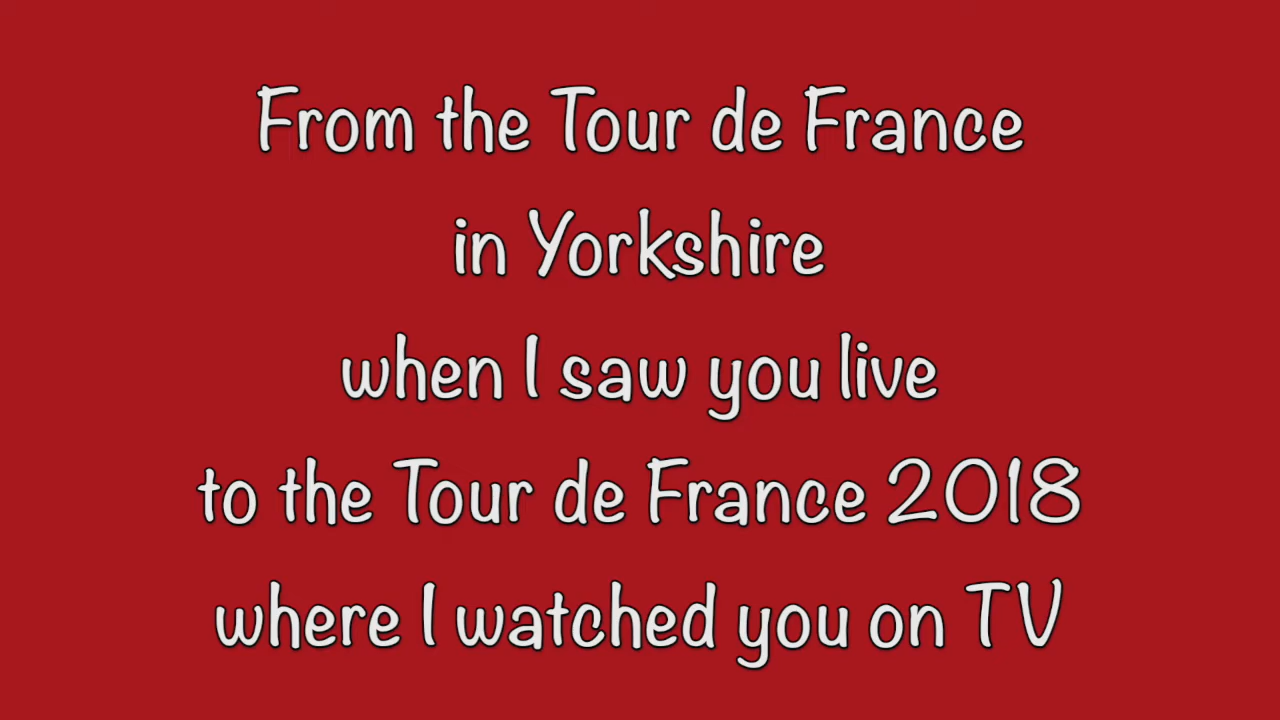 From the Tour de France
in Yorkshire
when I saw you live
to the Tour de France 2018
where I watched you on TV